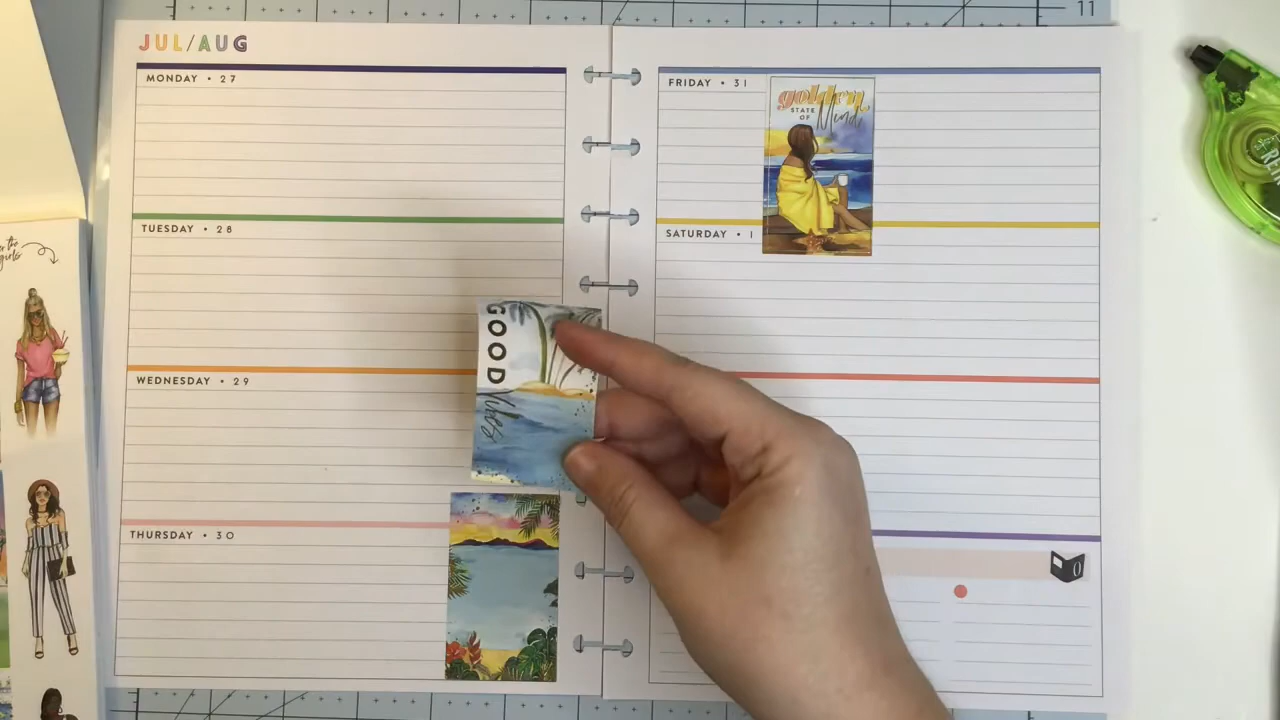 JUL/AUG
MONDAY • 27
TUESDAY • 28
WEDNESDAY • 29
THURSDAY • 30
FRIDAY • 31
golden
STATE
OF Mind
SATURDAY • 1
GOOD
Vibes
girls
11